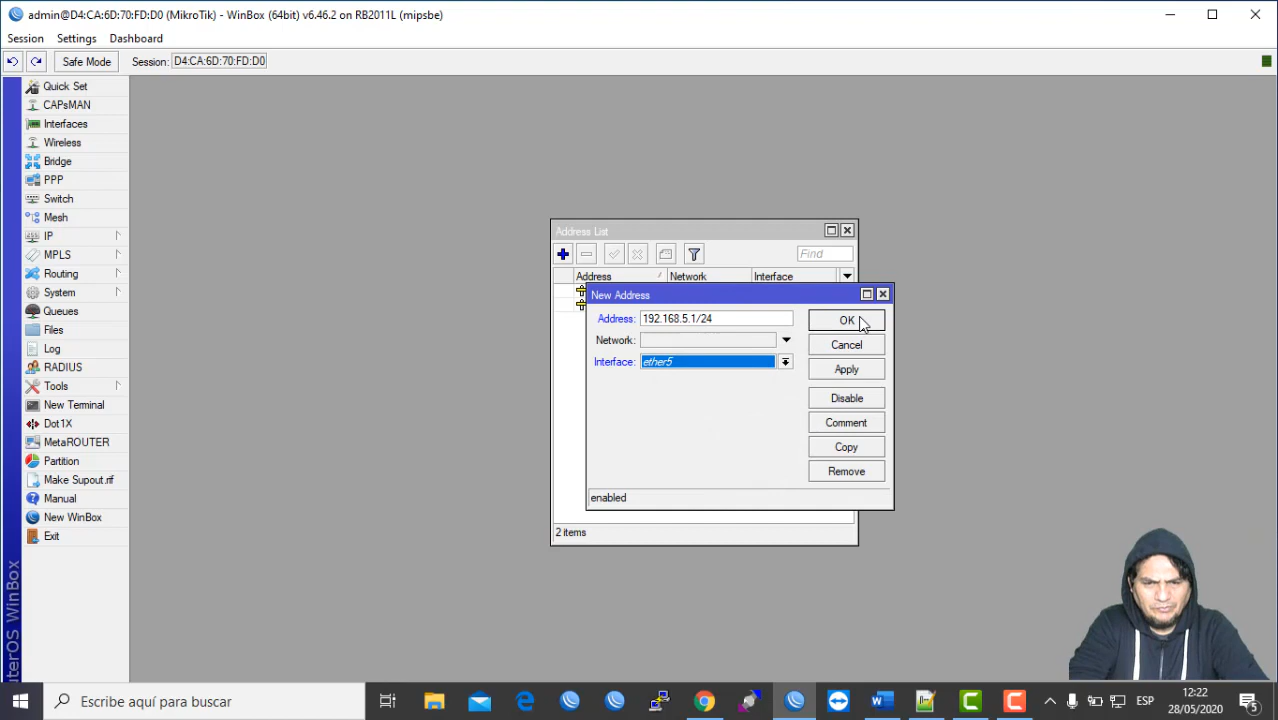 admin@D4:CA:6D:70:FD:D0 (MikroTik) - WinBox (64bit) v6.46.2 on RB2011L (mipsbe)
Session Settings Dashboard
Safe Mode Session: D4:CA:6D:70:FD:D0
Quick Set
CAPsMAN
Interfaces
Wireless
Bridge
PPP
Switch
Mesh
IP
MPLS
Routing
System
Queues
Files
Log
RADIUS
Tools
New Terminal
Dot1X
MetaROUTER
Partition
Make Supout.rif
Manual
New WinBox
Exit
uterOS WinBox
Address List
Find
Address Network Interface
New Address
Address: 192.168.5.1/24
Network:
Interface: ether5
OK
Cancel
Apply
Disable
Comment
Copy
Remove
enabled
2 items
Escribe aquí para buscar
ESP
12:22
28/05/2020
5